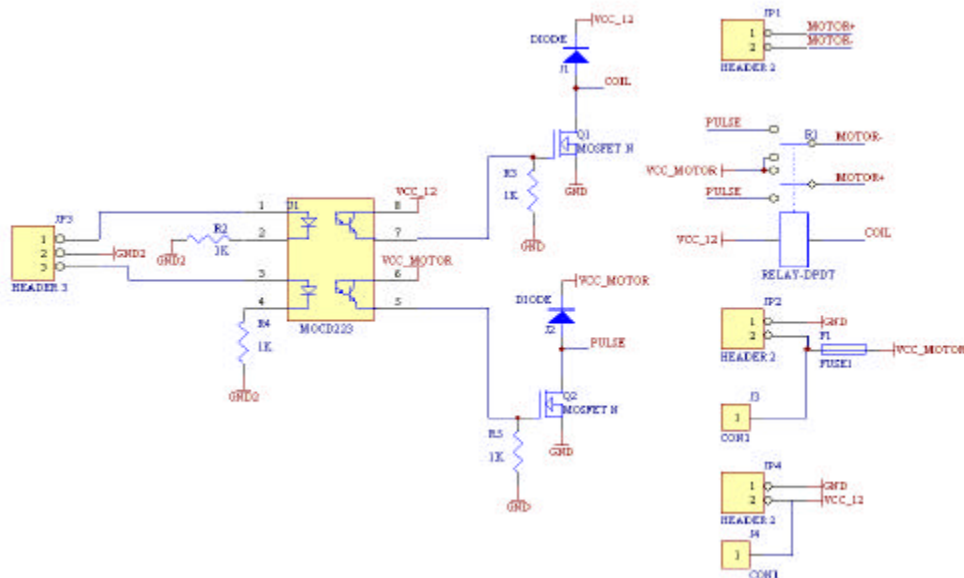 VCC_12
DIODE
J1
COIL
Q1
MOSFET N
R3
1K
GND
GND
JP3
1
2
3
HEADER 3
GND2
R2
1K
GND2
R4
1K
GND2
U1
1
2
3
4
8
7
6
5
MOCD223
VCC_12
VCC_MOTOR
VCC_MOTOR
DIODE
J2
PULSE
Q2
MOSFET N
GND
R5
1K
GND
JP1
1
2
MOTOR+
MOTOR-
HEADER 2
PULSE
MOTOR-
VCC_MOTOR
MOTOR+
PULSE
VCC_12
COIL
RELAY-DPDT
JP2
1
2
GND
HEADER 2
F1
FUSE1
VCC_MOTOR
J3
1
CON1
JP4
1
2
GND
VCC_12
HEADER 2
J4
1
CON1